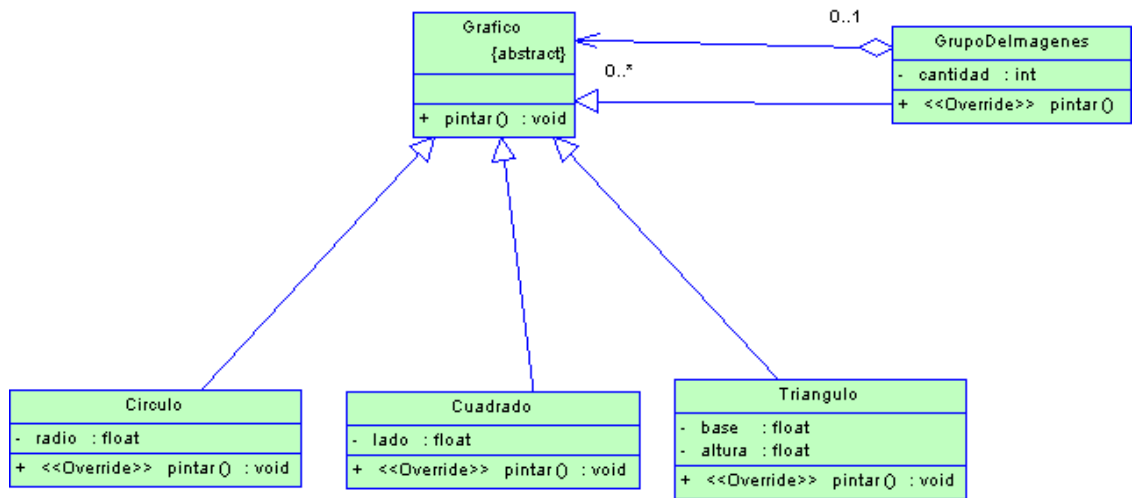 Grafico
{abstract}
+ pintar() : void
0..1
0..*
GrupoDeImagenes
- cantidad : int
+ <<Override>> pintar()
Circulo
- radio : float
+ <<Override>> pintar() : void
Cuadrado
- lado : float
+ <<Override>> pintar() : void
Triangulo
- base : float
- altura : float
+ <<Override>> pintar() : void